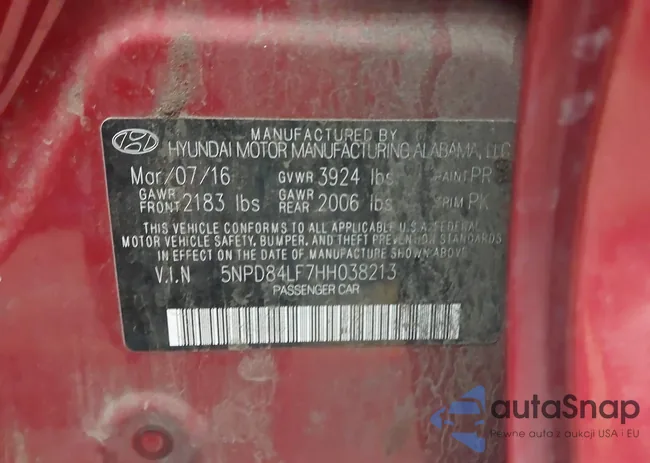 MANUFACTURED BY
HYUNDAI MOTOR MANUFACTURING ALABAMA, LLC
Mar/07/16 GVWR 3924 lbs PAINT PR
GAWR FRONT 2183 lbs GAWR REAR 2006 lbs TRIM PK
THIS VEHICLE CONFORMS TO ALL APPLICABLE U.S.A FEDERAL
MOTOR VEHICLE SAFETY, BUMPER, AND THEFT PREVENTION
STANDARDS IN EFFECT ON THE
DATE OF MANUFACTURE SHOWN ABOVE.
V.I.N 5NPD84LF7HH038213
PASSENGER CAR
autaSnap
Pewne auta z aukcji USA i EU